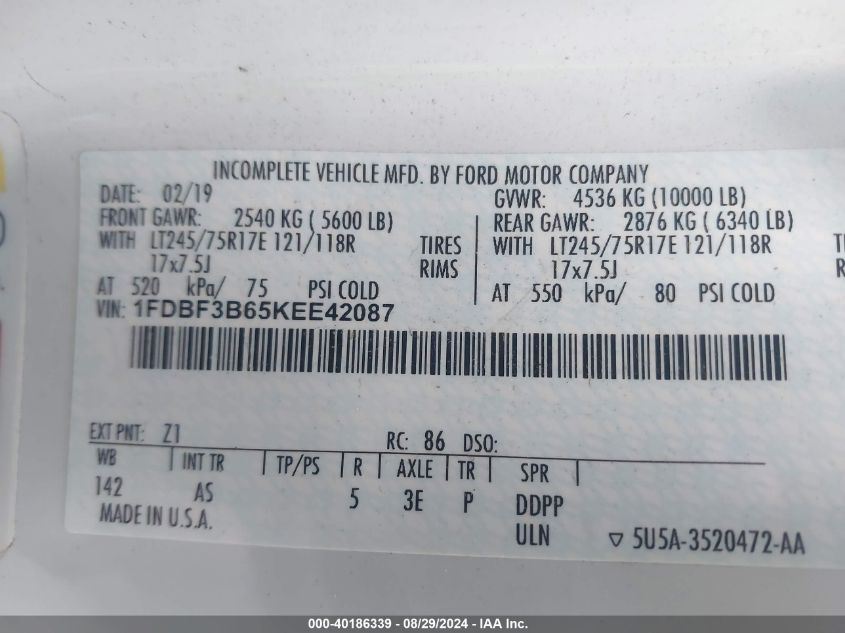 INCOMPLETE VEHICLE MFD. BY FORD MOTOR COMPANY
DATE: 02/19 GVWR: 4536 KG (10000 LB)
FRONT GAWR: 2540 KG ( 5600 LB) REAR GAWR: 2876 KG ( 6340 LB)
WITH LT245/75R17E 121/118R TIRES WITH LT245/75R17E 121/118R
17x7.5J RIMS 17x7.5J
AT 520 kPa/ 75 PSI COLD AT 550 kPa/ 80 PSI COLD
VIN: 1FDBF3B65KEE42087
EXT PNT: Z1 RC: 86 DSO:
WB INT TR TP/PS R AXLE TR SPR
142 AS 5 3E P DDPP
MADE IN U.S.A. ULN ▽ 5U5A-3520472-AA
000-40186339 - 08/29/2024 - IAA Inc.